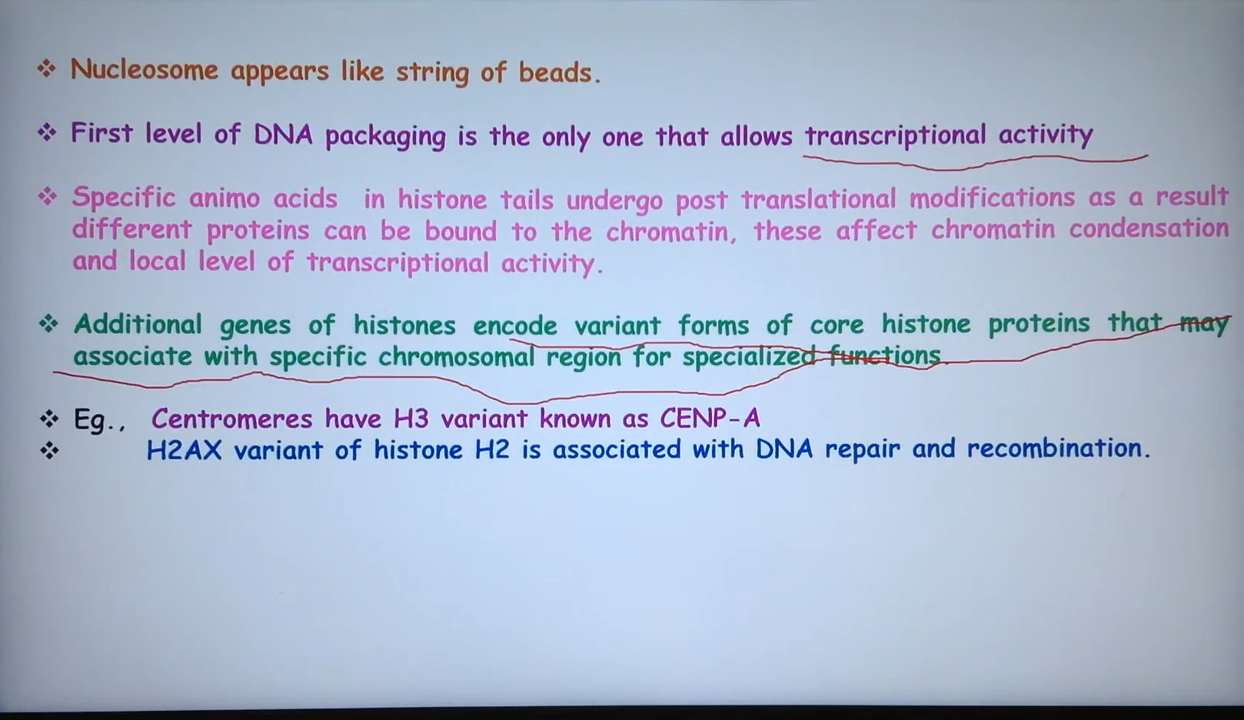 ❖ Nucleosome appears like string of beads.
❖ First level of DNA packaging is the only one that allows transcriptional activity
❖ Specific animo acids in histone tails undergo post translational modifications as a result
different proteins can be bound to the chromatin, these affect chromatin condensation
and local level of transcriptional activity.
❖ Additional genes of histones encode variant forms of core histone proteins that may
associate with specific chromosomal region for specialized functions.
❖ Eg., Centromeres have H3 variant known as CENP-A
❖ H2AX variant of histone H2 is associated with DNA repair and recombination.